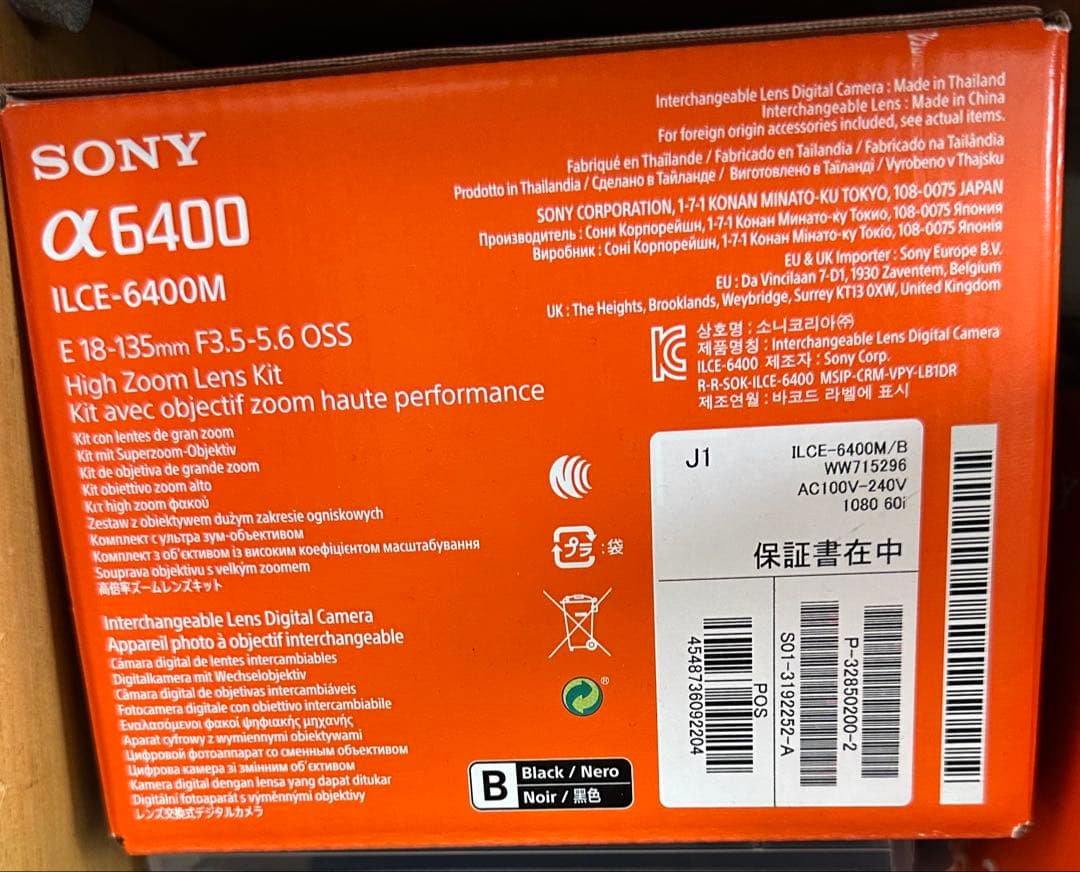 SONY
α6400
ILCE-6400M
E 18-135mm F3.5-5.6 OSS
High Zoom Lens Kit
Kit avec objectif zoom haute performance
Kit con lentes de gran zoom
Kit mit Superzoom-Objektiv
Kit de objetiva de grande zoom
Kit obiettivo zoom alto
Κιτ high zoom φακού
Zestaw z obiektywem dużym zakresie ogniskowych
Комплект с ультра зум-объективом
Комплект з об'єктивом із високим коефіцієнтом масштабування
Souprava objektivu s velkým zoomem
高倍率ズームレンズキット
Interchangeable Lens Digital Camera
Appareil photo à objectif interchangeable
Cámara digital de lentes intercambiables
Digitalkamera mit Wechselobjektiv
Câmara digital de objetivas intercambiáveis
Fotocamera digitale con obiettivo intercambiabile
Εναλλασόμενοι φακοί ψηφιακής μηχανής
Aparat cyfrowy z wymiennymi obiektywami
Цифровой фотоаппарат со сменным объективом
Цифрова камера зі змінним об'єктивом
Kamera digital dengan lensa yang dapat ditukar
Digitální fotoaparát s výměnnými objektivy
レンズ交換式デジタルカメラ
Interchangeable Lens Digital Camera : Made in Thailand
Interchangeable Lens : Made in China
For foreign origin accessories included, see actual items.
Fabriqué en Thaïlande / Fabricado en Tailandia / Fabricado na Tailândia
Prodotto in Thailandia / Сделано в Тайланде / Виготовлено в Таїланді / Vyrobeno v Thajsku
SONY CORPORATION, 1-7-1 KONAN MINATO-KU TOKYO, 108-0075 JAPAN
Производитель : Сони Корпорейшн, 1-7-1 Конан Минато-ку Токио, 108-0075 Япония
Виробник : Соні Корпорейшн, 1-7-1 Конан Мінато-ку Токіо, 108-0075 Японія
EU & UK Importer : Sony Europe B.V.
EU : Da Vincilaan 7-D1, 1930 Zaventem, Belgium
UK : The Heights, Brooklands, Weybridge, Surrey KT13 0XW, United Kingdom
상호명 : 소니코리아㈜
제품명칭 : Interchangeable Lens Digital Camera
ILCE-6400 제조자 : Sony Corp.
R-R-SOK-ILCE-6400 MSIP-CRM-VPY-LB1DR
제조연월 : 바코드 라벨에 표시
プラ : 袋
®
B
Black / Nero
Noir / 黒色
J1
ILCE-6400M/B
WW715296
AC100V-240V
1080 60i
保証書在中
4548736092204
POS
S01-3192252-A
P-32850200-2